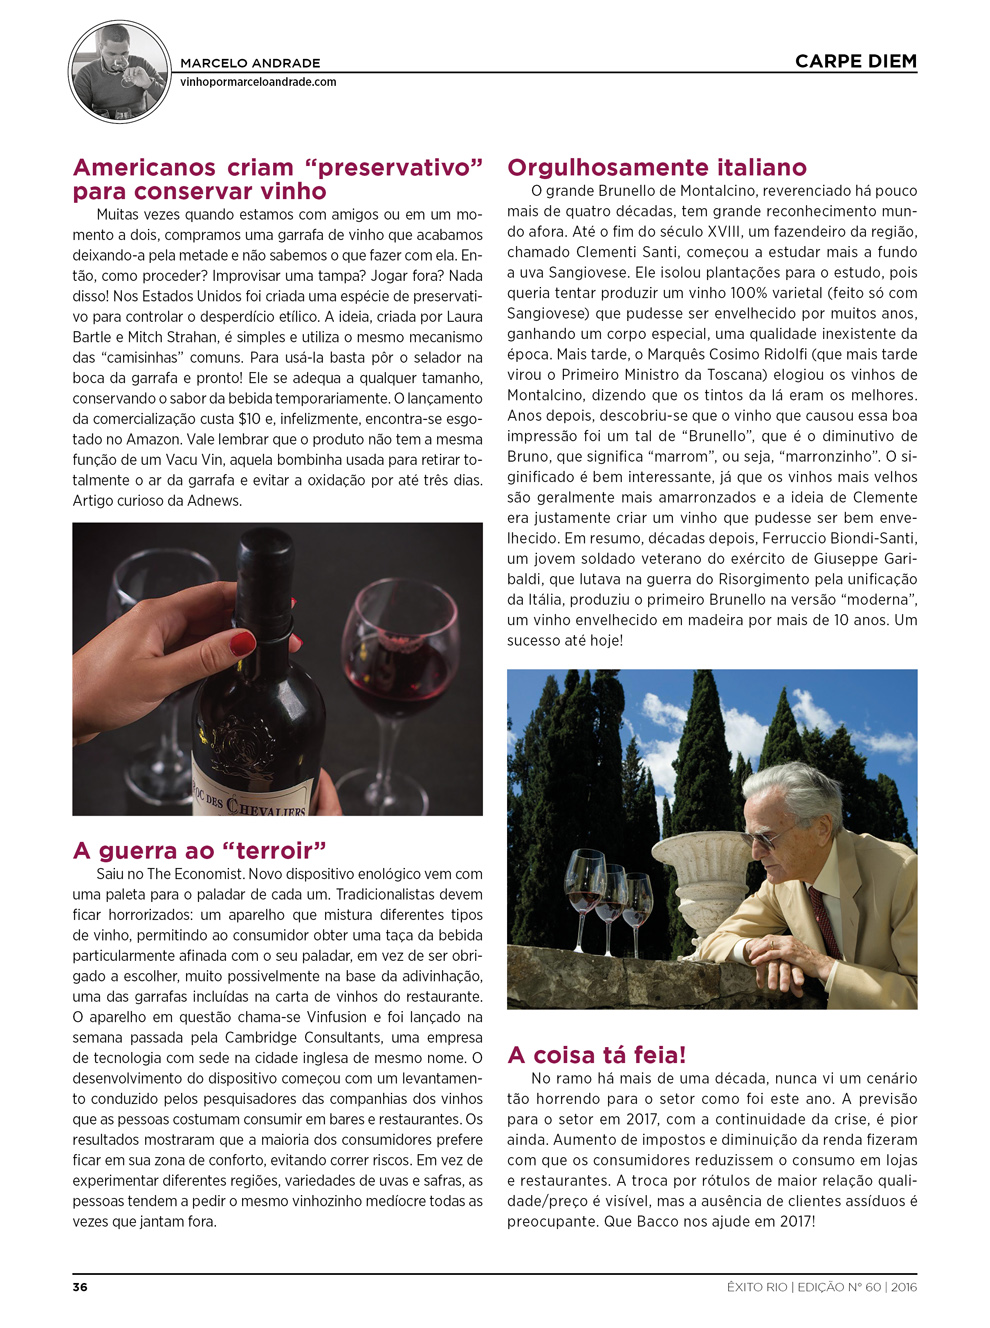 MARCELO ANDRADE
vinhopormarceloandrade.com
CARPE DIEM
Americanos criam “preservativo”
para conservar vinho
Muitas vezes quando estamos com amigos ou em um mo-
mento a dois, compramos uma garrafa de vinho que acabamos
deixando-a pela metade e não sabemos o que fazer com ela. En-
tão, como proceder? Improvisar uma tampa? Jogar fora? Nada
disso! Nos Estados Unidos foi criada uma espécie de preservati-
vo para controlar o desperdício etílico. A ideia, criada por Laura
Bartle e Mitch Strahan, é simples e utiliza o mesmo mecanismo
das “camisinhas” comuns. Para usá-la basta pôr o selador na
boca da garrafa e pronto! Ele se adequa a qualquer tamanho,
conservando o sabor da bebida temporariamente. O lançamento
da comercialização custa $10 e, infelizmente, encontra-se esgo-
tado no Amazon. Vale lembrar que o produto não tem a mesma
função de um Vacu Vin, aquela bombinha usada para retirar to-
talmente o ar da garrafa e evitar a oxidação por até três dias.
Artigo curioso da Adnews.
ROC DES CHEVALIERS
A guerra ao “terroir”
Saiu no The Economist. Novo dispositivo enológico vem com
uma paleta para o paladar de cada um. Tradicionalistas devem
ficar horrorizados: um aparelho que mistura diferentes tipos
de vinho, permitindo ao consumidor obter uma taça da bebida
particularmente afinada com o seu paladar, em vez de ser obri-
gado a escolher, muito possivelmente na base da adivinhação,
uma das garrafas incluídas na carta de vinhos do restaurante.
O aparelho em questão chama-se Vinfusion e foi lançado na
semana passada pela Cambridge Consultants, uma empresa
de tecnologia com sede na cidade inglesa de mesmo nome. O
desenvolvimento do dispositivo começou com um levantamen-
to conduzido pelos pesquisadores das companhias dos vinhos
que as pessoas costumam consumir em bares e restaurantes. Os
resultados mostraram que a maioria dos consumidores prefere
ficar em sua zona de conforto, evitando correr riscos. Em vez de
experimentar diferentes regiões, variedades de uvas e safras, as
pessoas tendem a pedir o mesmo vinhozinho medíocre todas as
vezes que jantam fora.
Orgulhosamente italiano
O grande Brunello de Montalcino, reverenciado há pouco
mais de quatro décadas, tem grande reconhecimento mun-
do afora. Até o fim do século XVIII, um fazendeiro da região,
chamado Clementi Santi, começou a estudar mais a fundo
a uva Sangiovese. Ele isolou plantações para o estudo, pois
queria tentar produzir um vinho 100% varietal (feito só com
Sangiovese) que pudesse ser envelhecido por muitos anos,
ganhando um corpo especial, uma qualidade inexistente da
época. Mais tarde, o Marquês Cosimo Ridolfi (que mais tarde
virou o Primeiro Ministro da Toscana) elogiou os vinhos de
Montalcino, dizendo que os tintos da lá eram os melhores.
Anos depois, descobriu-se que o vinho que causou essa boa
impressão foi um tal de “Brunello”, que é o diminutivo de
Bruno, que significa “marrom”, ou seja, “marronzinho”. O si-
ginificado é bem interessante, já que os vinhos mais velhos
são geralmente mais amarronzados e a ideia de Clemente
era justamente criar um vinho que pudesse ser bem enve-
lhecido. Em resumo, décadas depois, Ferruccio Biondi-Santi,
um jovem soldado veterano do exército de Giuseppe Gari-
baldi, que lutava na guerra do Risorgimento pela unificação
da Itália, produziu o primeiro Brunello na versão “moderna”,
um vinho envelhecido em madeira por mais de 10 anos. Um
sucesso até hoje!
A coisa tá feia!
No ramo há mais de uma década, nunca vi um cenário
tão horrendo para o setor como foi este ano. A previsão
para o setor em 2017, com a continuidade da crise, é pior
ainda. Aumento de impostos e diminuição da renda fizeram
com que os consumidores reduzissem o consumo em lojas
e restaurantes. A troca por rótulos de maior relação quali-
dade/preço é visível, mas a ausência de clientes assíduos é
preocupante. Que Bacco nos ajude em 2017!
36
ÊXITO RIO | EDIÇÃO Nº 60 | 2016